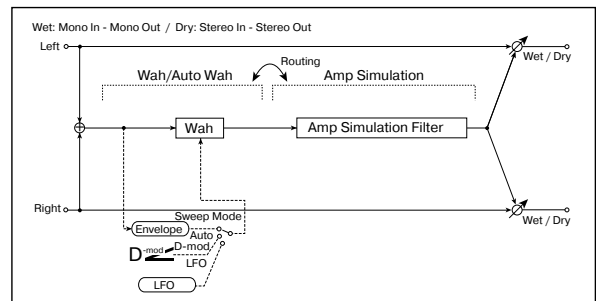 Wet: Mono In - Mono Out / Dry: Stereo In - Stereo Out
Left
Wet / Dry
Routing
Wah/Auto Wah
Amp Simulation
Wah
Amp Simulation Filter
Right
Wet / Dry
Sweep Mode
Envelope
Auto
D-mod
D-mod
LFO
LFO